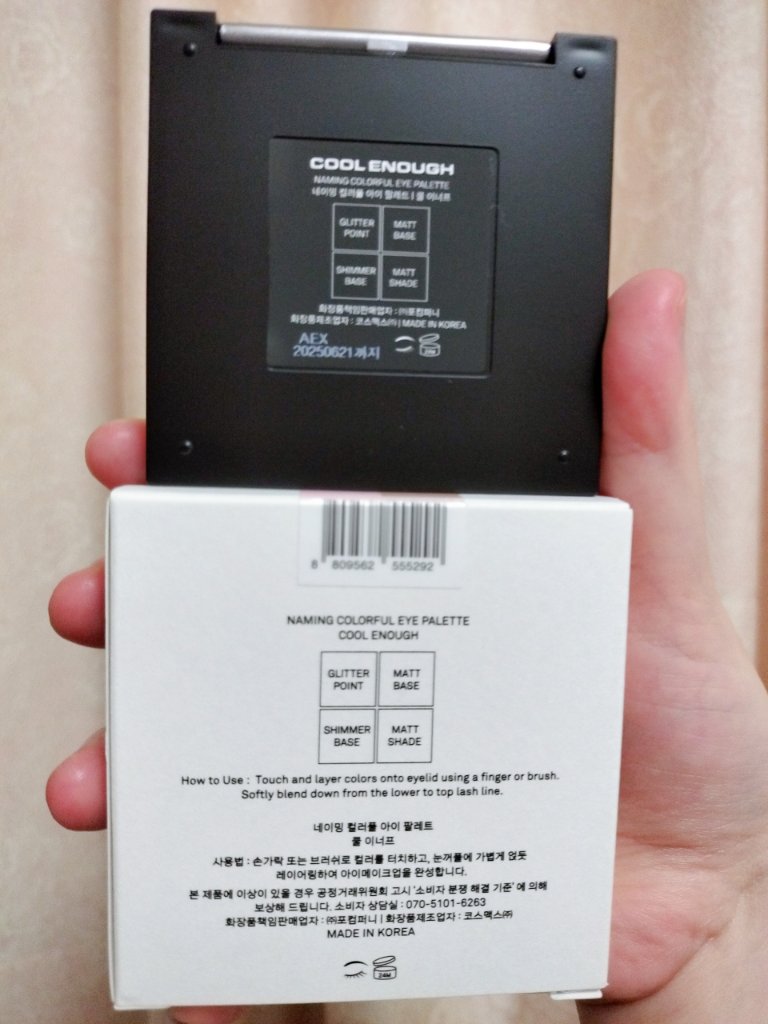 COOL ENOUGH
NAMING COLORFUL EYE PALETTE
네이밍 컬러풀 아이 팔레트 | 쿨 이너프
GLITTER POINT
MATT BASE
SHIMMER BASE
MATT SHADE
화장품책임판매업자 : ㈜포컴퍼니
화장품제조업자 : 코스맥스㈜ | MADE IN KOREA
AEX
20250621까지
24M
8 809562 555292
NAMING COLORFUL EYE PALETTE
COOL ENOUGH
GLITTER POINT
MATT BASE
SHIMMER BASE
MATT SHADE
How to Use : Touch and layer colors onto eyelid using a finger or brush.
Softly blend down from the lower to top lash line.
네이밍 컬러풀 아이 팔레트
쿨 이너프
사용법 : 손가락 또는 브러쉬로 컬러를 터치하고, 눈꺼풀에 가볍게 얹듯
레이어링하여 아이메이크업을 완성합니다.
본 제품에 이상이 있을 경우 공정거래위원회 고시 '소비자 분쟁 해결 기준' 에 의해
보상해 드립니다. 소비자 상담실 : 070-5101-6263
화장품책임판매업자 : ㈜포컴퍼니 | 화장품제조업자 : 코스맥스㈜
MADE IN KOREA
24M